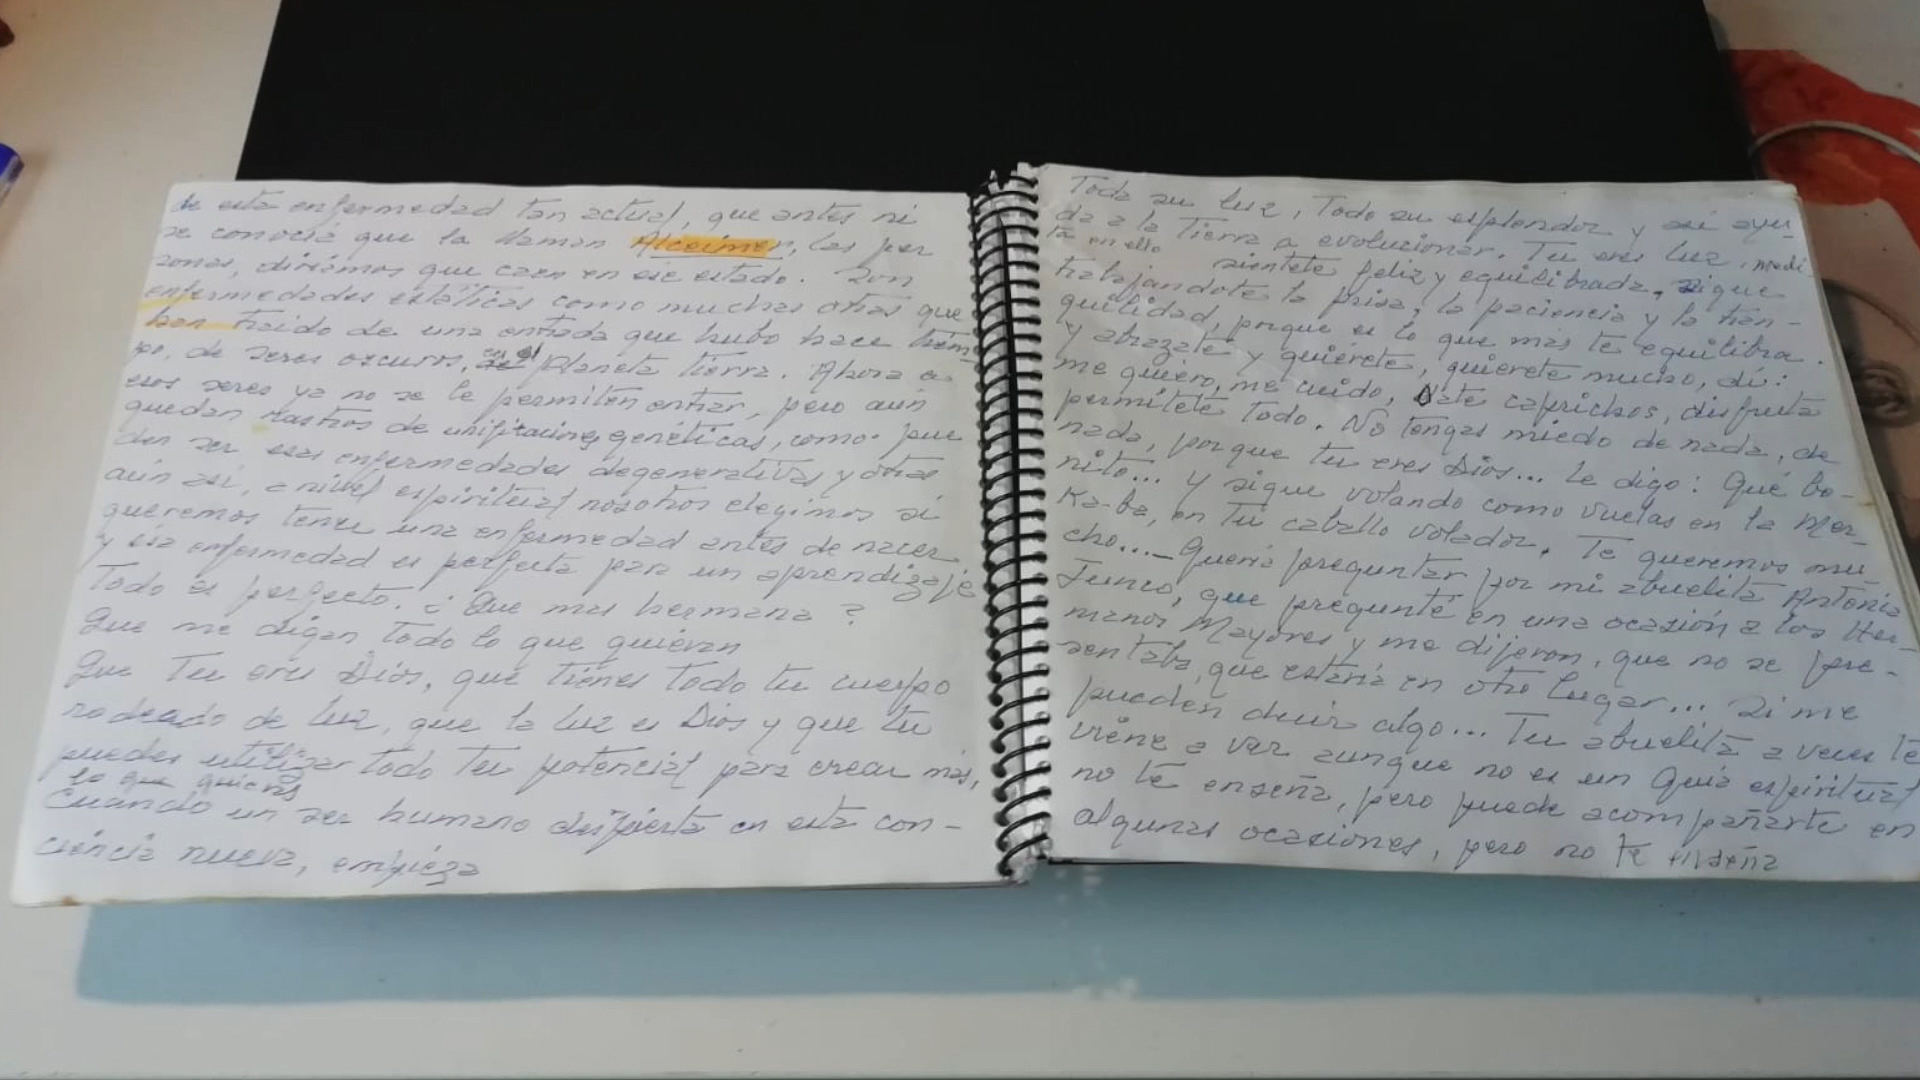 de esta enfermedad tan actual, que antes ni
se conocía que la llaman Alceimer, las per
sonas, diríamos que caen en ese estado. Son
enfermedades estáticas como muchas otras que
han traido de una entrada que hubo hace tiem
po, de seres oscuros, en el Planeta Tierra. Ahora a
esos seres ya no se le permiten entrar, pero aún
quedan rastros de genéticas, como pue
den ser esas enfermedades degenerativas y otras
aún así, a nivel espiritual nosotros elegimos si
queremos tener una enfermedad antes de nacer
y esa enfermedad es perfecta para un aprendizaje
Todo es perfecto. ¿Que mas hermana?
Que me digan todo lo que quieran
Que Tu eres Dios, que tienes todo tu cuerpo
rodeado de luz, que la luz es Dios y que tú
puedes utilizar todo tu potencial para crear más,
lo que quieras
Cuando un ser humano despierta en esta con-
ciencia nueva, empieza
Toda su luz, Todo su esplendor y así ayu-
da a la Tierra a evolucionar. Tu eres luz, medi-
ta en ello siéntete feliz y equilibrada, sigue
trabajándote la prisa, la paciencia y la tran-
quilidad, porque es lo que más te equilibra.
y abrazate y quiérete, quiérete mucho, di:
me quiero, me cuido, Date caprichos, disfruta
permítete Todo. No tengas miedo de nada, de
nada, porque tu eres Dios... Le digo: Qué bo-
nito... y sigue volando como vuelas en la Mer-
Ka-ba, en Tu caballo volador. Te queremos mu
cho.... Quería preguntar por mi abuelita Antonia
Junco, que pregunté en una ocasión a los Her-
manos Mayores y me dijeron, que no se pre-
sentaba, que estaría en otro lugar... Si me
pueden decir algo... Tu abuelita a veces te
viene a ver aunque no es un Guía espiritual
no te enseña, pero puede acompañarte en
algunas ocasiones, pero no te enseña